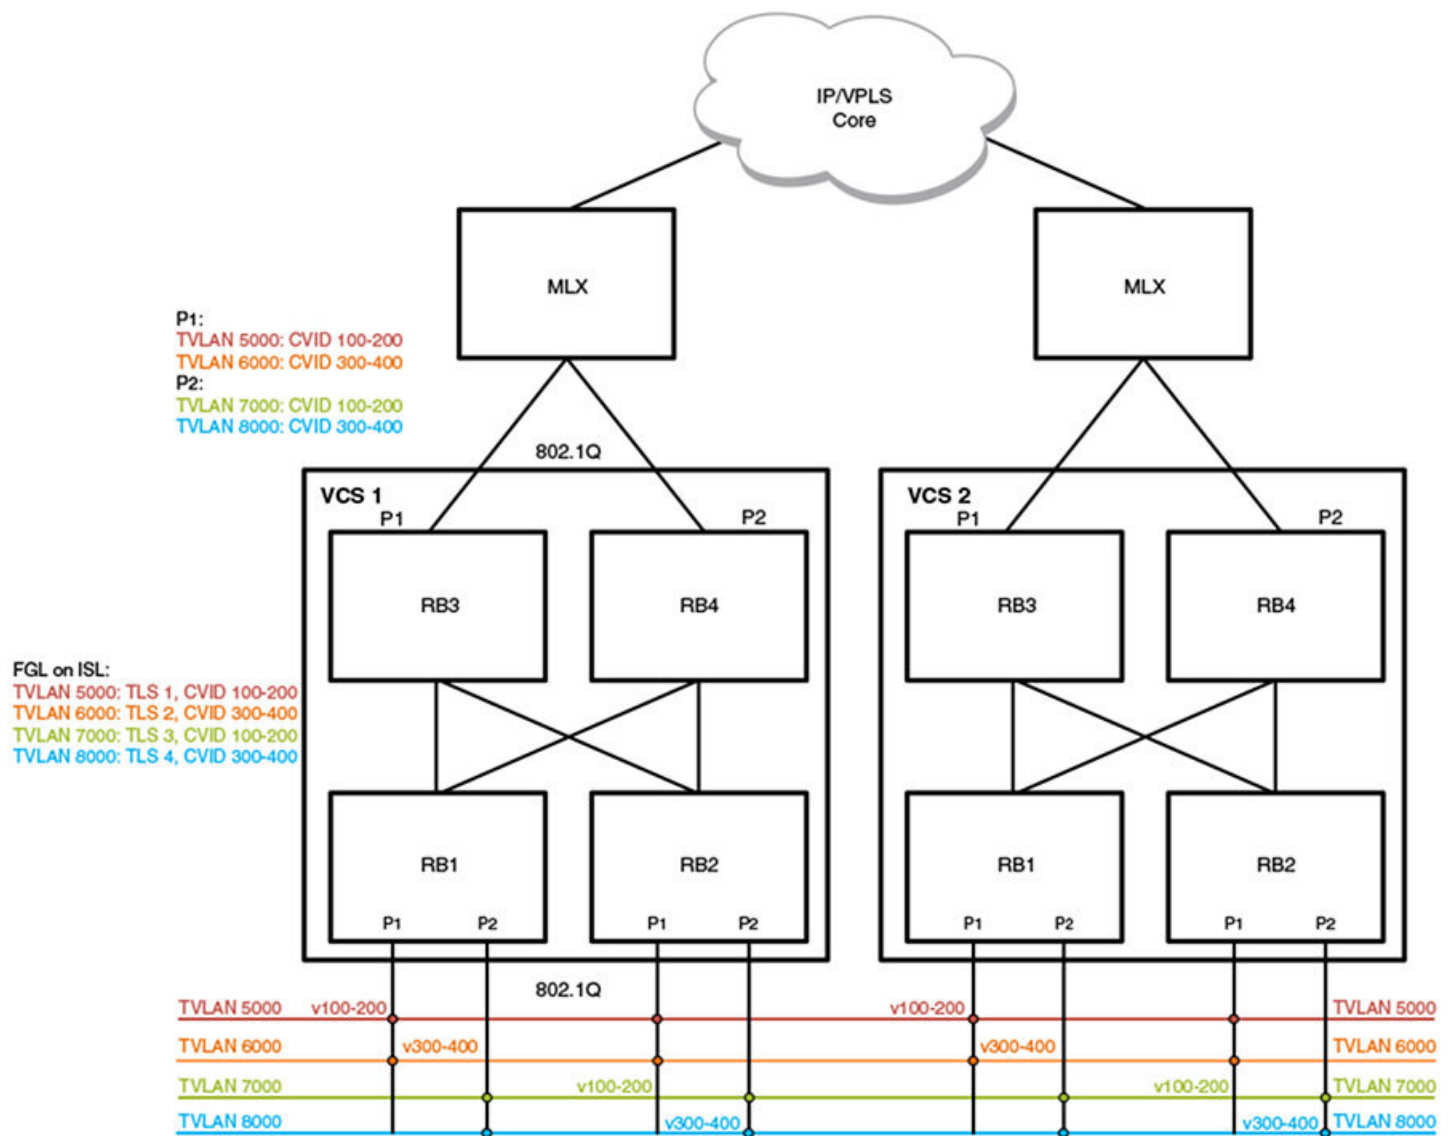 IP/VPLS
Core
MLX
MLX
P1:
TVLAN 5000: CVID 100-200
TVLAN 6000: CVID 300-400
P2:
TVLAN 7000: CVID 100-200
TVLAN 8000: CVID 300-400
802.1Q
VCS 1
P1
P2
VCS 2
P1
P2
RB3
RB4
RB3
RB4
FGL on ISL:
TVLAN 5000: TLS 1, CVID 100-200
TVLAN 6000: TLS 2, CVID 300-400
TVLAN 7000: TLS 3, CVID 100-200
TVLAN 8000: TLS 4, CVID 300-400
RB1
RB2
RB1
RB2
P1
P2
P1
P2
P1
P2
P1
P2
802.1Q
TVLAN 5000
v100-200
v100-200
TVLAN 5000
TVLAN 6000
v300-400
v300-400
TVLAN 6000
TVLAN 7000
v100-200
v100-200
TVLAN 7000
TVLAN 8000
v300-400
v300-400
TVLAN 8000